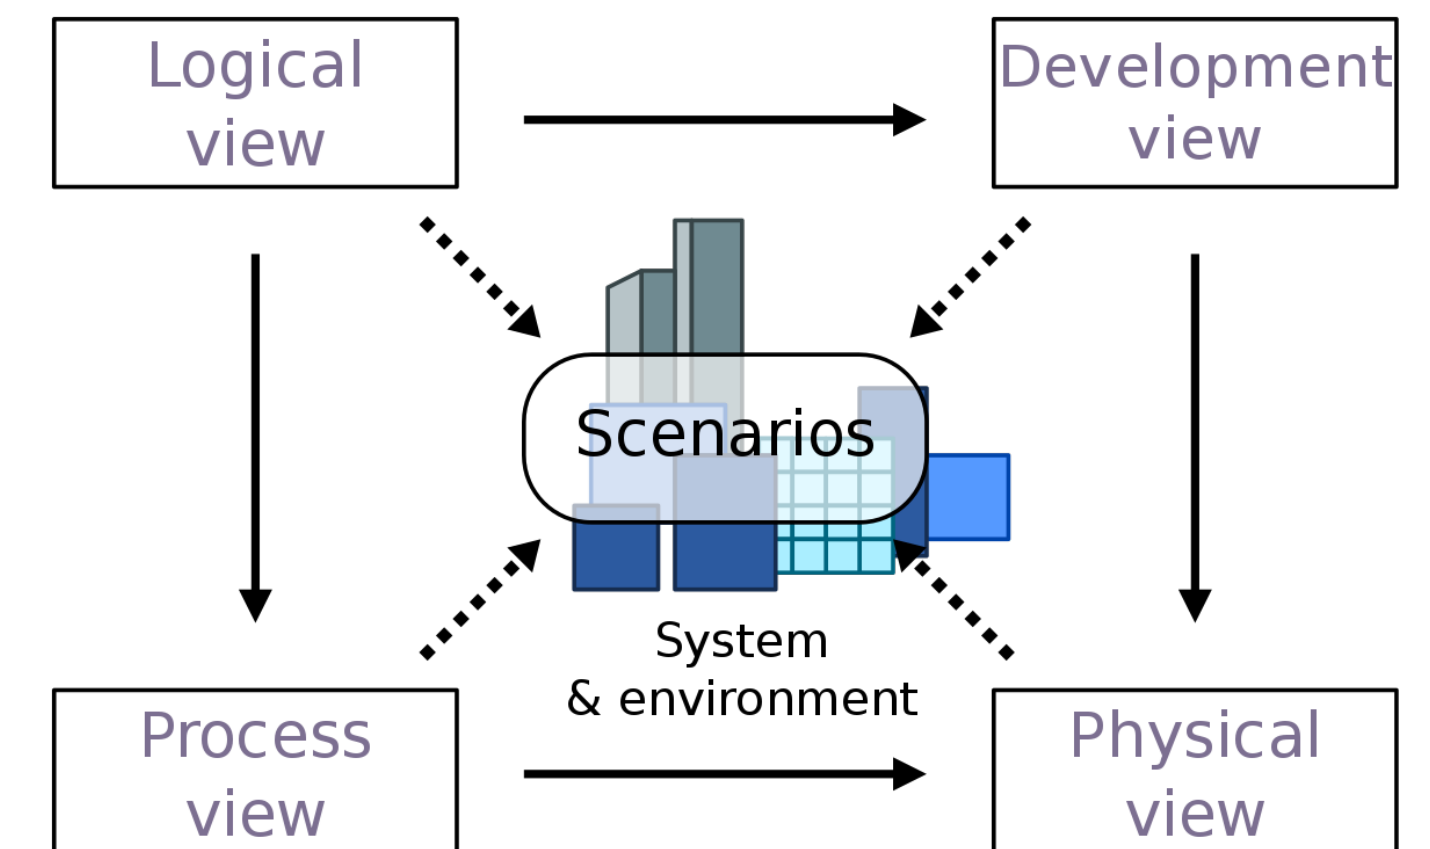 Logical
view
Development
view
Scenarios
System
& environment
Process
view
Physical
view